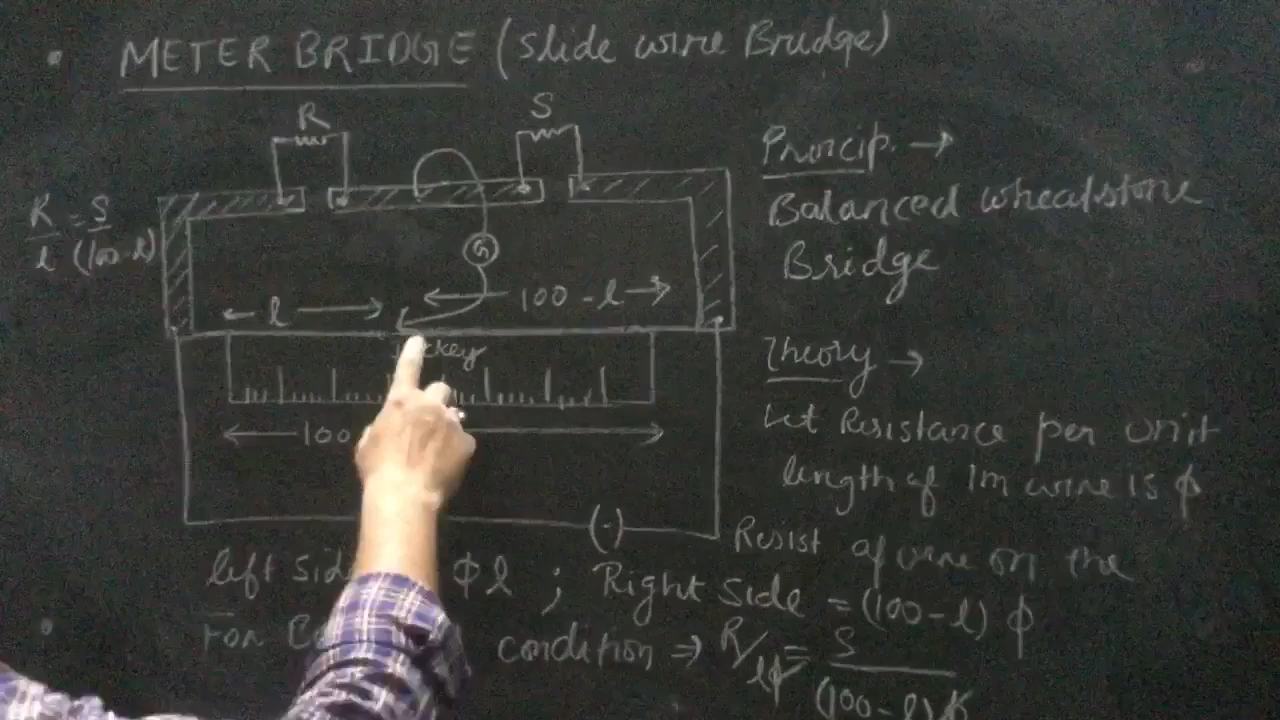 METER BRIDGE (slide wire Bridge)
R
S
Princip. →
Balanced wheatstone
Bridge
R/l = S/(100-l)
G
l
100-l
Jockey
Theory →
Let Resistance per unit
length of 1m wire is ϕ
100
(-)
Resist of wire on the
left sid ϕl ; Right side = (100-l) ϕ
For condition ⇒ R/lϕ = S/(100-l)ϕ